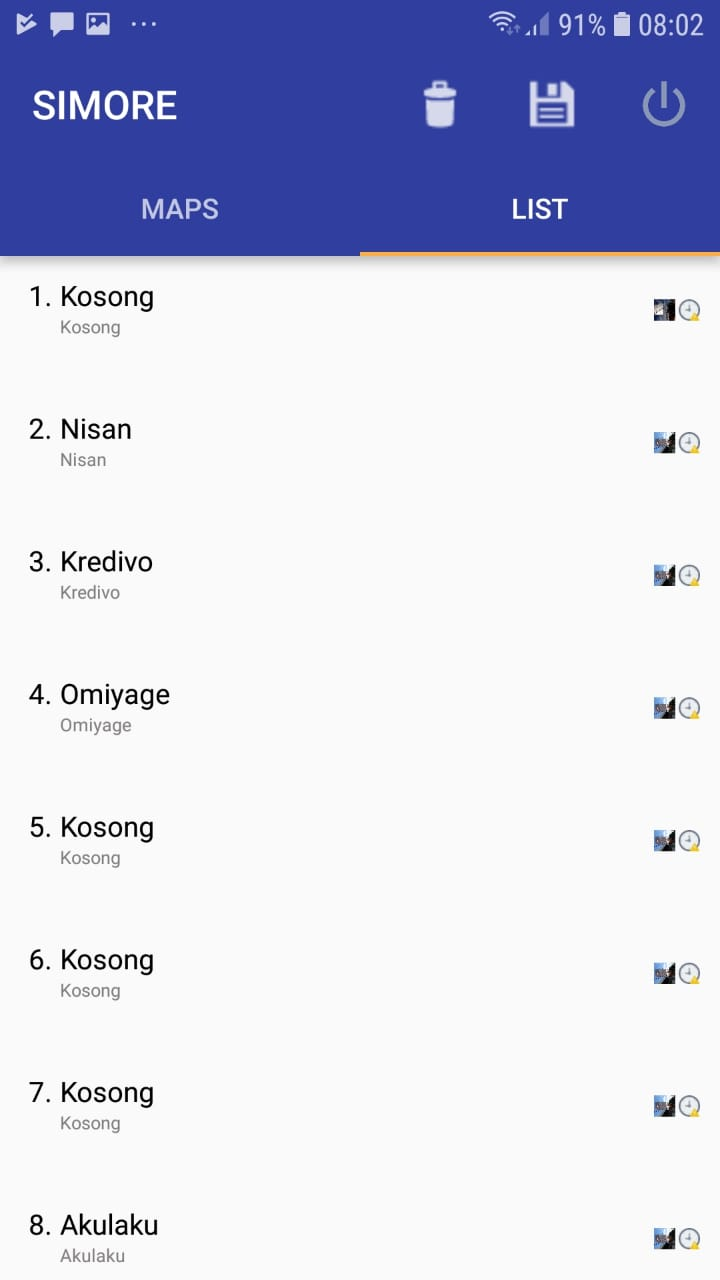 91% 08:02
SIMORE
MAPS LIST
1. Kosong
Kosong
2. Nisan
Nisan
3. Kredivo
Kredivo
4. Omiyage
Omiyage
5. Kosong
Kosong
6. Kosong
Kosong
7. Kosong
Kosong
8. Akulaku
Akulaku